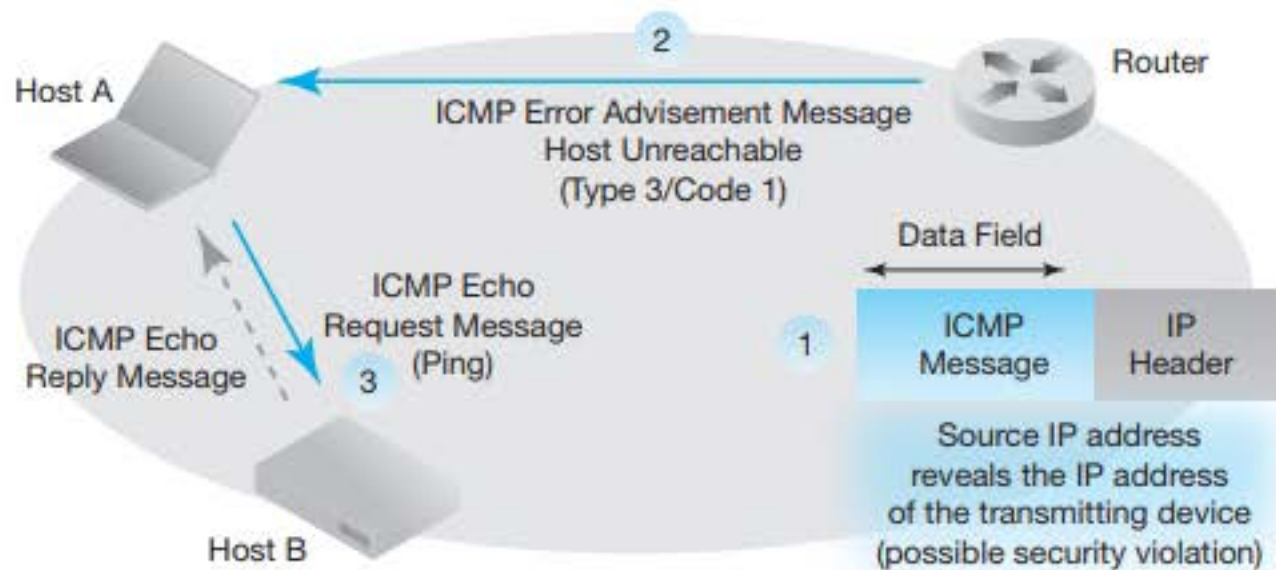 2
Host A
Router
ICMP Error Advisement Message
Host Unreachable
(Type 3/Code 1)
Data Field
ICMP Echo
Request Message
(Ping)
ICMP Echo
Reply Message
3
1
ICMP
Message
IP
Header
Source IP address
reveals the IP address
of the transmitting device
(possible security violation)
Host B